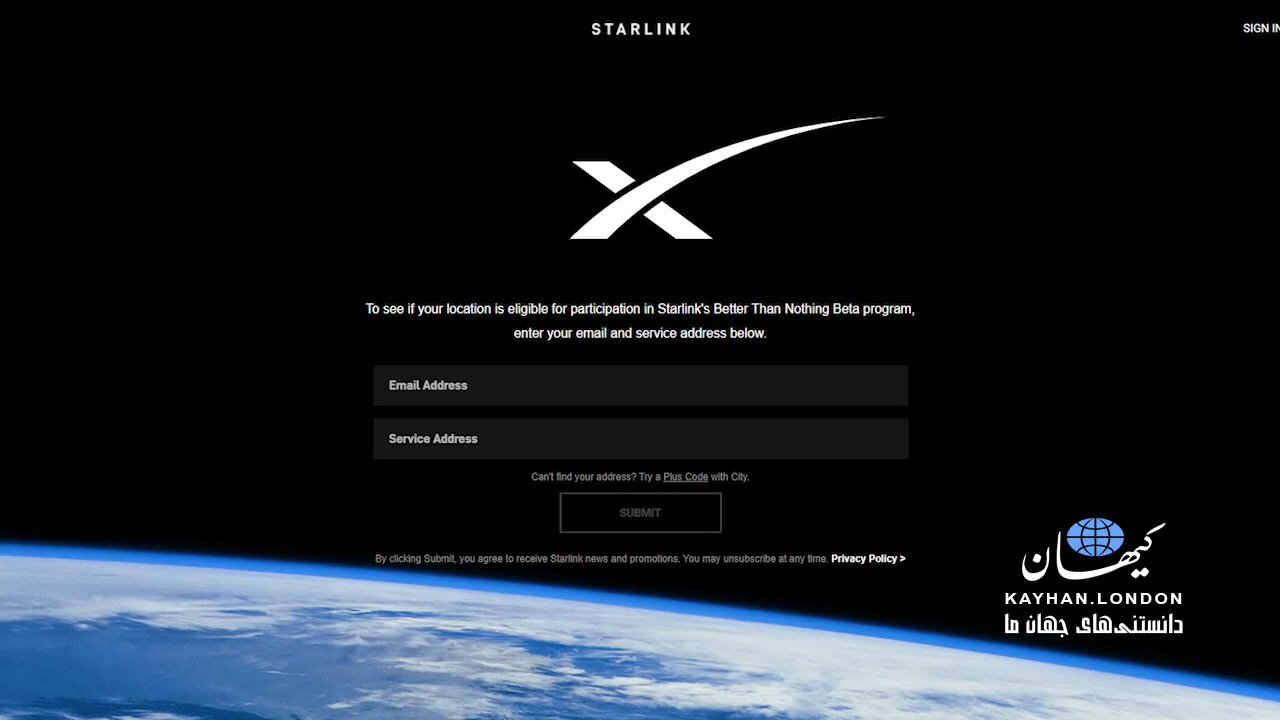 STARLINK
SIGN IN
To see if your location is eligible for participation in Starlink's Better Than Nothing Beta program,
enter your email and service address below.
Email Address
Service Address
Can't find your address? Try a Plus Code with City.
SUBMIT
By clicking Submit, you agree to receive Starlink news and promotions. You may unsubscribe at any time. Privacy Policy >
کیهان
KAYHAN.LONDON
دانستنی‌های جهان ما